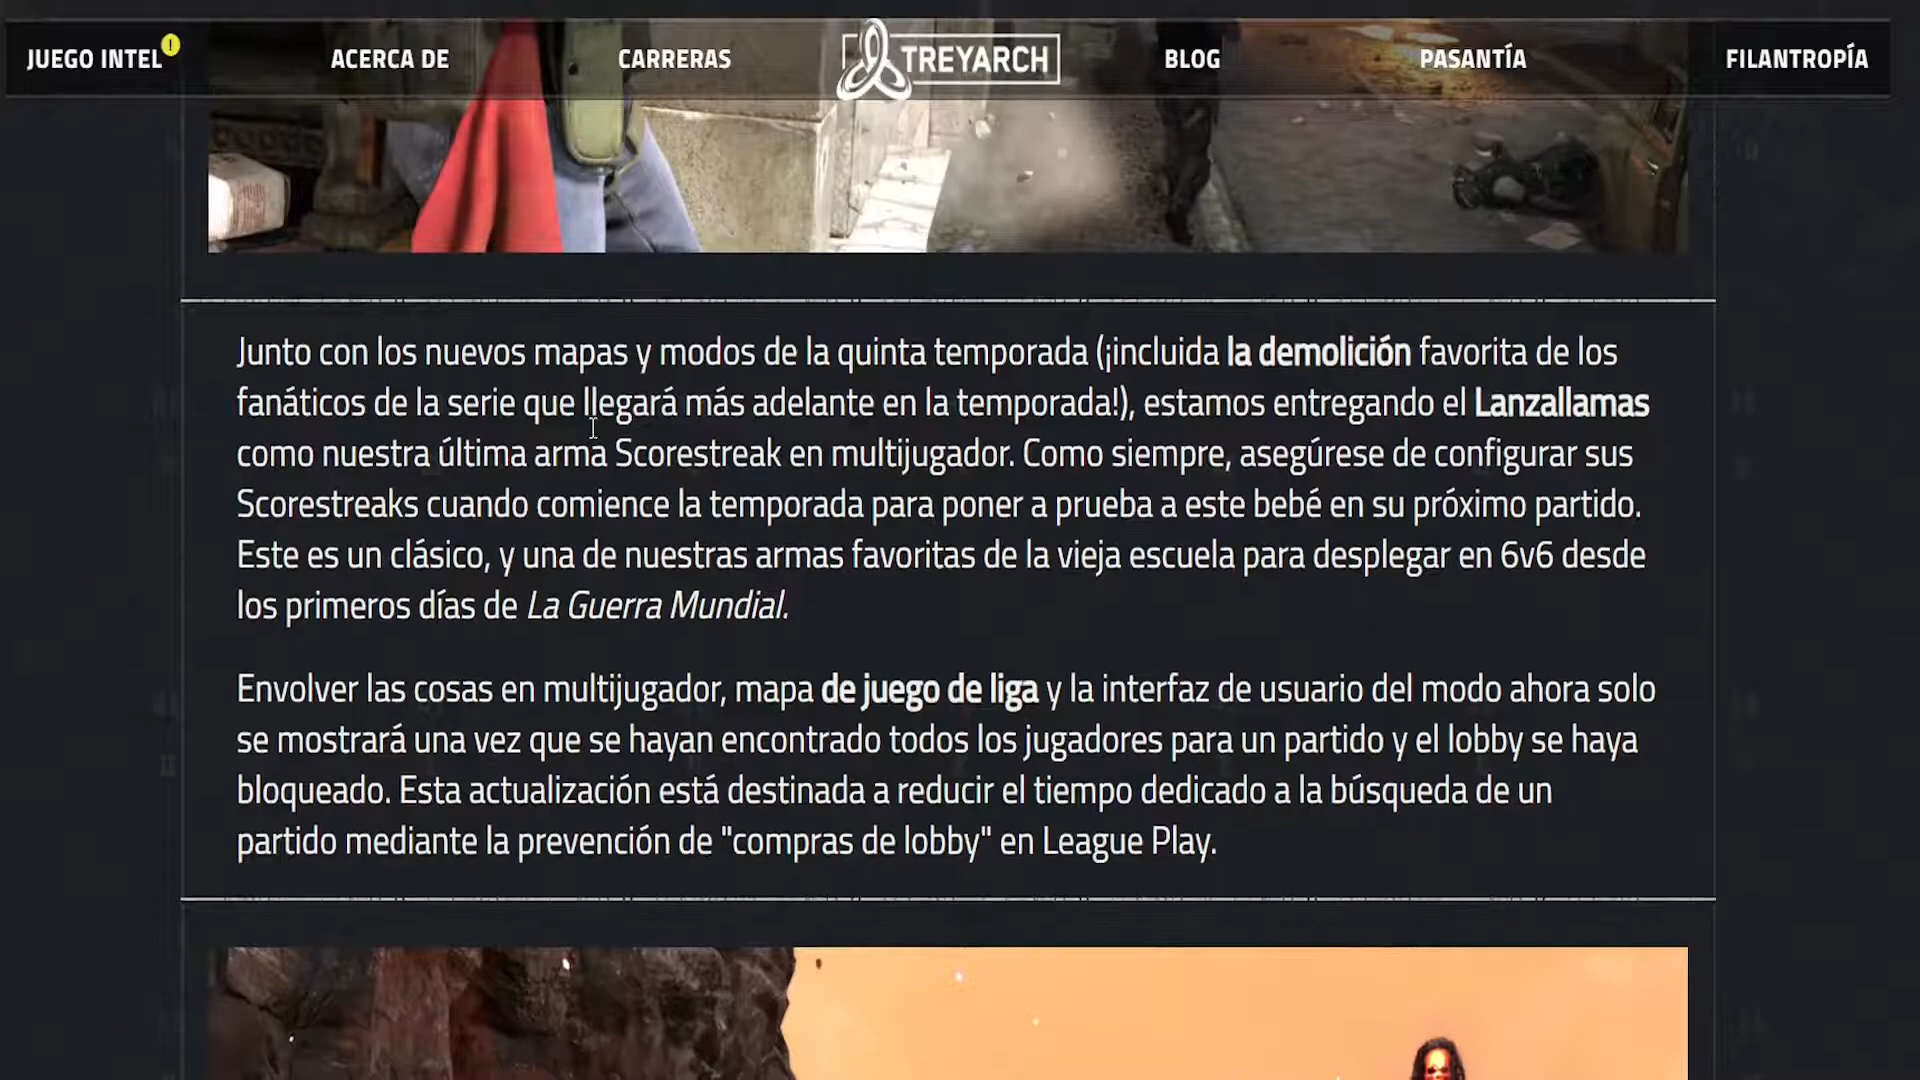 JUEGO INTEL !
ACERCA DE
CARRERAS
TREYARCH
BLOG
PASANTÍA
FILANTROPÍA
Junto con los nuevos mapas y modos de la quinta temporada (¡incluida la demolición favorita de los
fanáticos de la serie que llegará más adelante en la temporada!), estamos entregando el Lanzallamas
como nuestra última arma Scorestreak en multijugador. Como siempre, asegúrese de configurar sus
Scorestreaks cuando comience la temporada para poner a prueba a este bebé en su próximo partido.
Este es un clásico, y una de nuestras armas favoritas de la vieja escuela para desplegar en 6v6 desde
los primeros días de La Guerra Mundial.
Envolver las cosas en multijugador, mapa de juego de liga y la interfaz de usuario del modo ahora solo
se mostrará una vez que se hayan encontrado todos los jugadores para un partido y el lobby se haya
bloqueado. Esta actualización está destinada a reducir el tiempo dedicado a la búsqueda de un
partido mediante la prevención de "compras de lobby" en League Play.